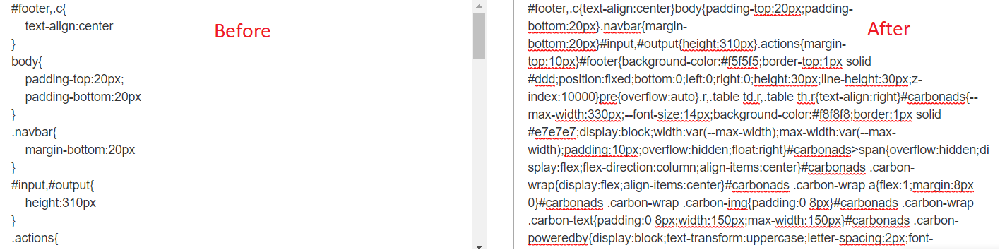 #footer,.c{
text-align:center
}
body{
padding-top:20px;
padding-bottom:20px
}
.navbar{
margin-bottom:20px
}
#input,#output{
height:310px
}
.actions{
Before
#footer,.c{text-align:center}body{padding-top:20px;padding-
bottom:20px}.navbar{margin-
bottom:20px}#input,#output{height:310px}.actions{margin-
top:10px}#footer{background-color:#f5f5f5;border-top:1px solid
#ddd;position:fixed;bottom:0;left:0;right:0;height:30px;line-height:30px;z-
index:10000}pre{overflow:auto}.r,.table td.r,.table th.r{text-align:right}#carbonads{--
max-width:330px;--font-size:14px;background-color:#f8f8f8;border:1px solid
#e7e7e7;display:block;width:var(--max-width);max-width:var(--max-
width);padding:10px;overflow:hidden;float:right}#carbonads>span{overflow:hidden;di
splay:flex;flex-direction:column;align-items:center}#carbonads .carbon-
wrap{display:flex;align-items:center}#carbonads .carbon-wrap a{flex:1;margin:8px
0}#carbonads .carbon-wrap .carbon-img{padding:0 8px}#carbonads .carbon-wrap
.carbon-text{padding:0 8px;width:150px;max-width:150px}#carbonads .carbon-
poweredby{display:block;text-transform:uppercase;letter-spacing:2px;font-
After